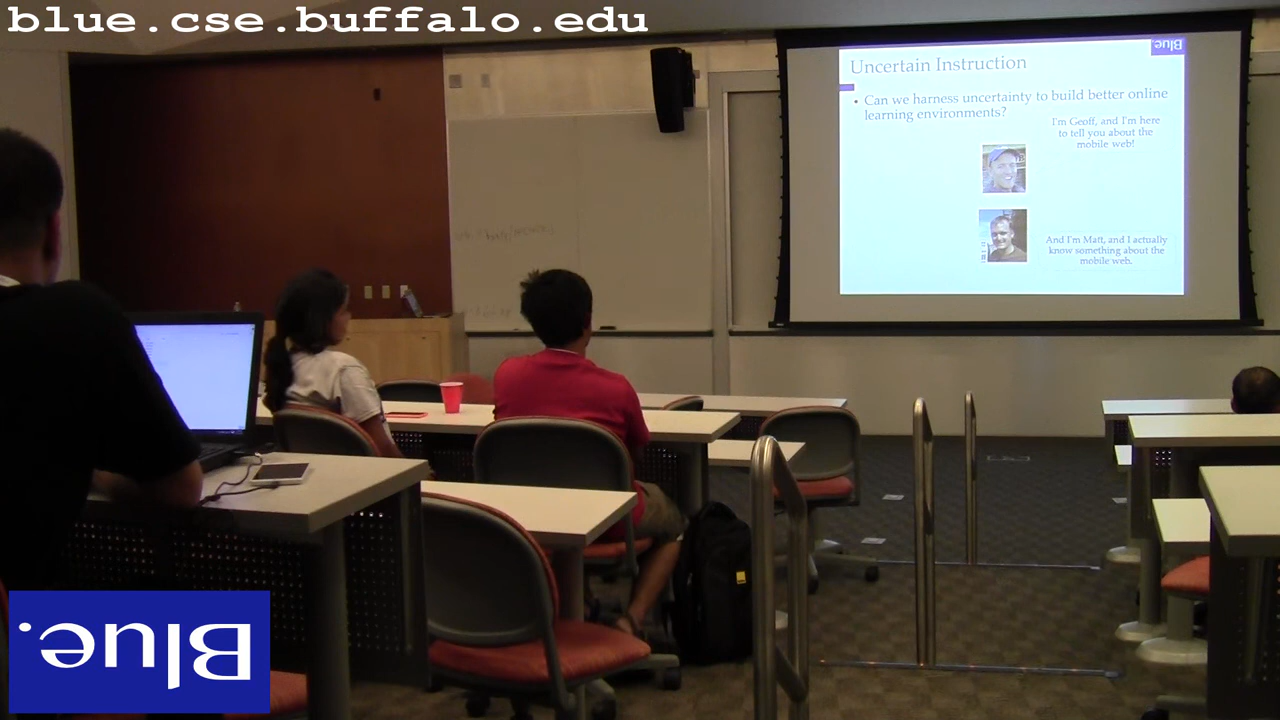 blue.cse.buffalo.edu
Blue.
Uncertain Instruction
• Can we harness uncertainty to build better online
learning environments?
I'm Geoff, and I'm here
to tell you about the
mobile web!
And I'm Matt, and I actually
know something about the
mobile web.
Blue.